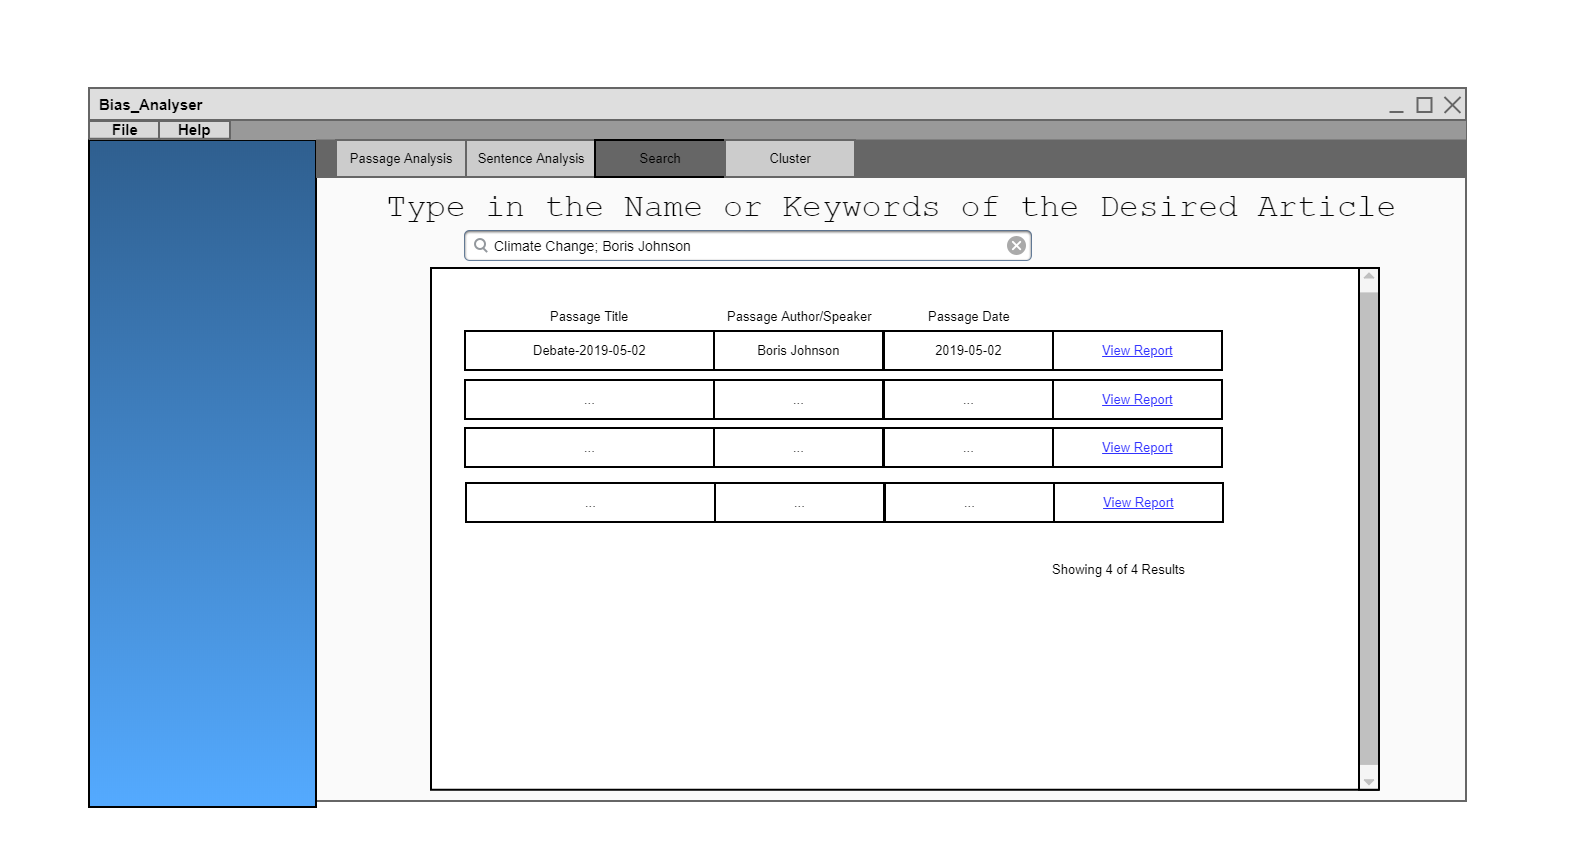 Bias_Analyser
File Help
Passage Analysis Sentence Analysis Search Cluster
Type in the Name or Keywords of the Desired Article
Climate Change; Boris Johnson
Passage Title Passage Author/Speaker Passage Date
Debate-2019-05-02 Boris Johnson 2019-05-02 View Report
... ... ... View Report
... ... ... View Report
... ... ... View Report
Showing 4 of 4 Results